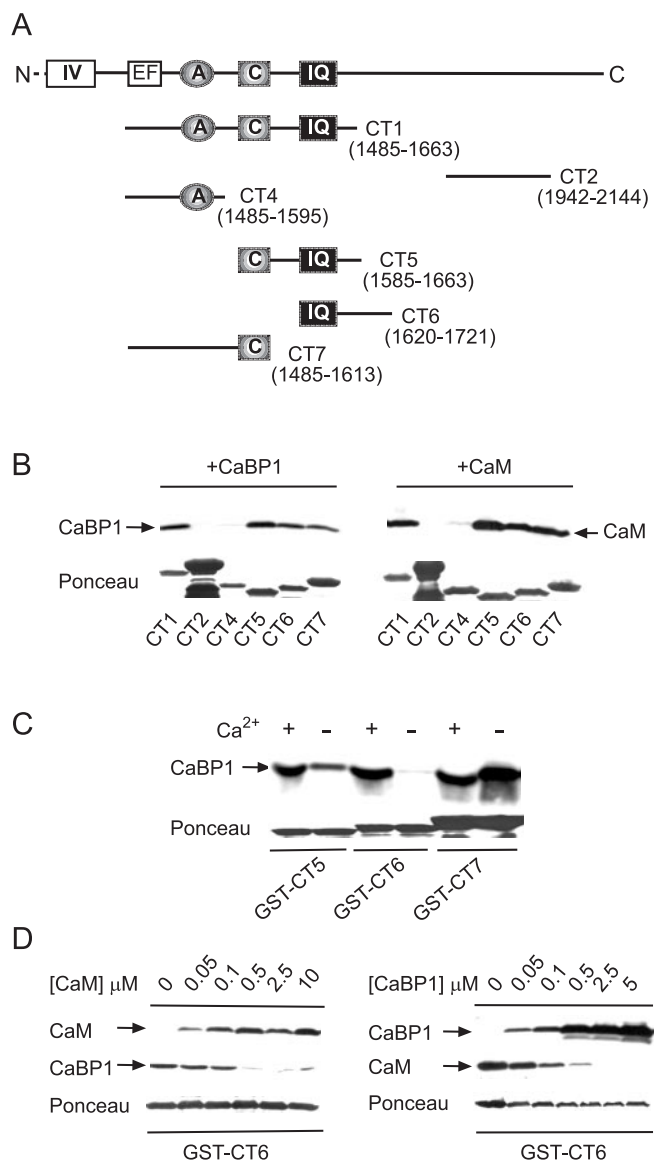 A
N IV EF A C IQ C
A C IQ CT1
(1485-1663)
CT2
(1942-2144)
A CT4
(1485-1595)
C IQ CT5
(1585-1663)
IQ CT6
(1620-1721)
C CT7
(1485-1613)
B
+CaBP1 +CaM
CaBP1 CaM
Ponceau
CT1 CT2 CT4 CT5 CT6 CT7 CT1 CT2 CT4 CT5 CT6 CT7
C
Ca2+ + - + - + -
CaBP1
Ponceau
GST-CT5 GST-CT6 GST-CT7
D
[CaM] μM 0 0.05 0.1 0.5 2.5 10
CaM
CaBP1
Ponceau
GST-CT6
[CaBP1] μM 0 0.05 0.1 0.5 2.5 5
CaBP1
CaM
Ponceau
GST-CT6